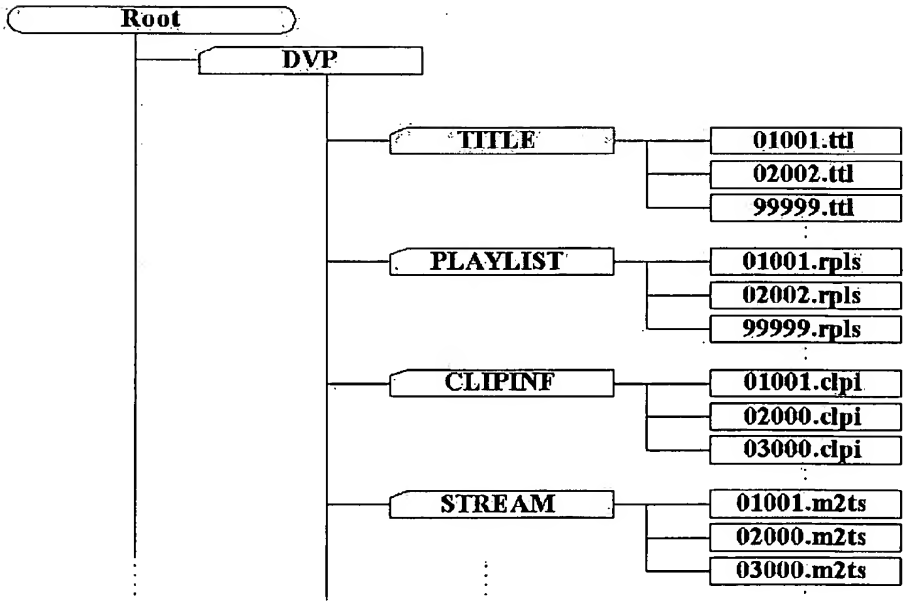 Root
DVP
TITLE
01001.ttl
02002.ttl
99999.ttl
PLAYLIST
01001.rpls
02002.rpls
99999.rpls
CLIPINF
01001.clpi
02000.clpi
03000.clpi
STREAM
01001.m2ts
02000.m2ts
03000.m2ts